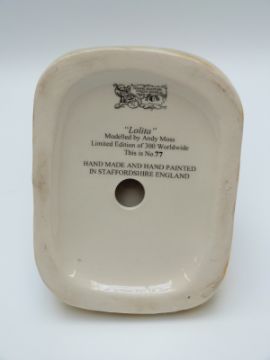 "Lolita"
Modelled by Andy Moss
Limited Edition of 300 Worldwide
This is No.77
HAND MADE AND HAND PAINTED
IN STAFFORDSHIRE ENGLAND